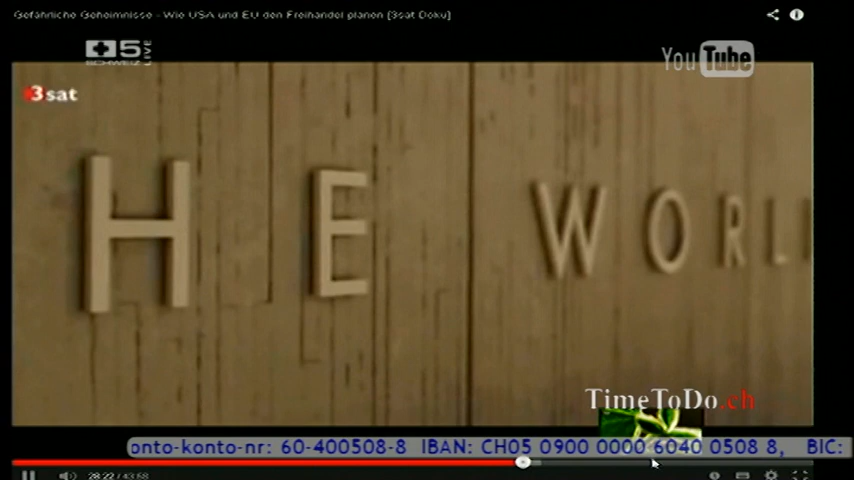 Gefährliche Geheimnisse - Wie USA und EU den Freihandel planen [3sat Doku]
5 LIVE
SCHWEIZ
YouTube
3sat
H E WORL
TimeToDo.ch
onto-konto-nr: 60-400508-8 IBAN: CH05 0900 0000 6040 0508 8, BIC:
28:22 / 43:58